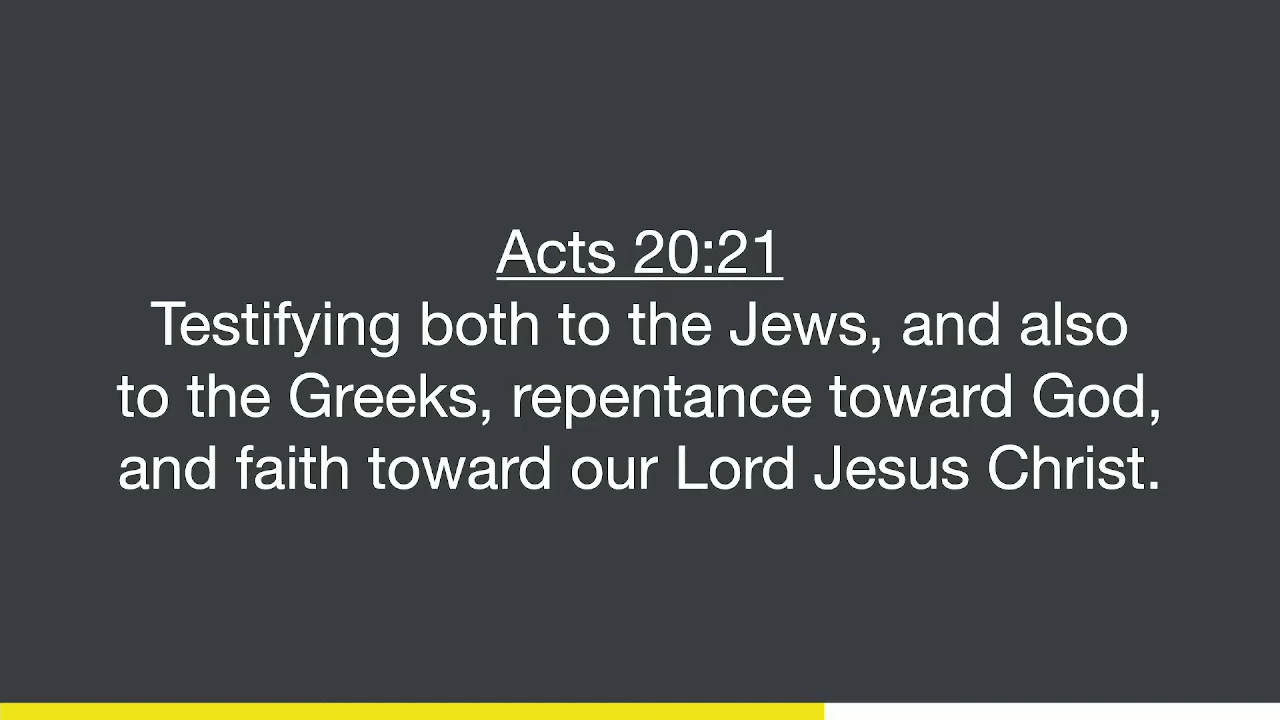 Acts 20:21
Testifying both to the Jews, and also
to the Greeks, repentance toward God,
and faith toward our Lord Jesus Christ.